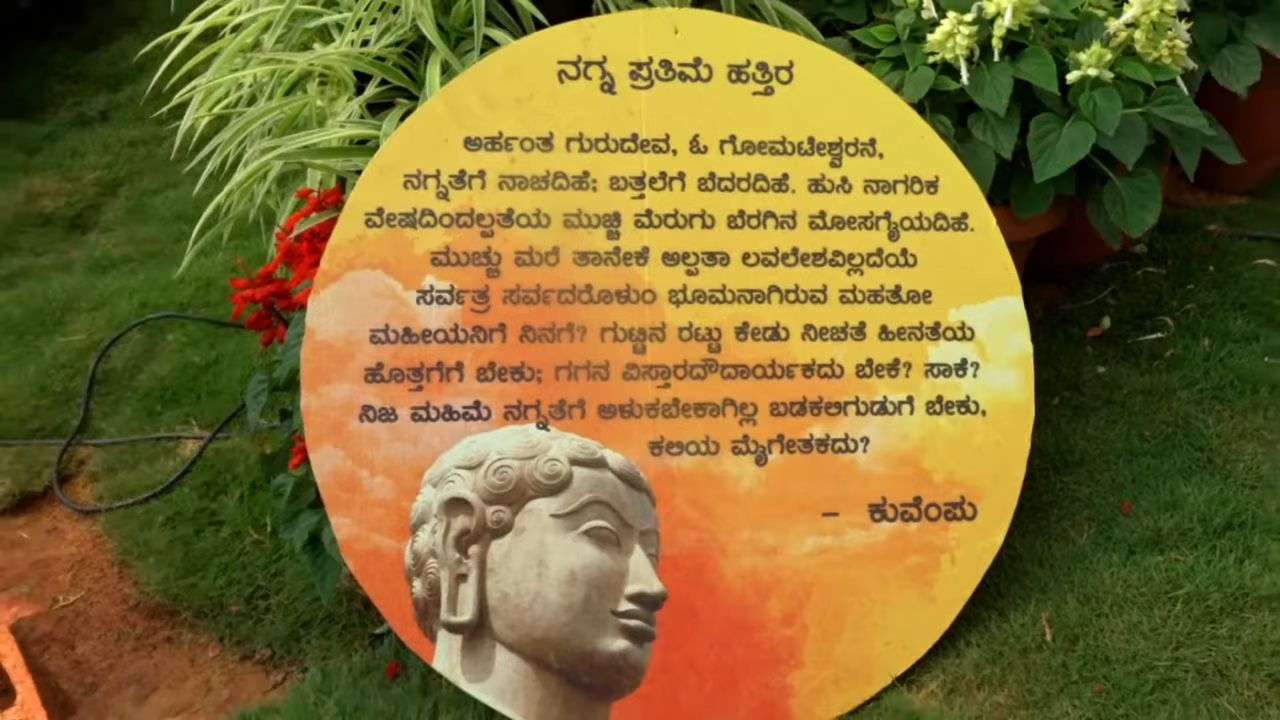 ನಗ್ನ ಪ್ರತಿಮೆ ಹತ್ತಿರ
ಅರ್ಹಂತ ಗುರುದೇವ, ಓ ಗೋಮಟೇಶ್ವರನೆ,
ನಗ್ನತೆಗೆ ನಾಚದಿಹೆ; ಬತ್ತಲೆಗೆ ಬೆದರದಿಹೆ. ಹುಸಿ ನಾಗರಿಕ
ವೇಷದಿಂದಲ್ಪತೆಯ ಮುಚ್ಚಿ ಮೆರುಗು ಬೆರಗಿನ ಮೋಸಗೈಯದಿಹೆ.
ಮುಚ್ಚು ಮರೆ ತಾನೇಕೆ ಅಲ್ಪತಾ ಲವಲೇಶವಿಲ್ಲದೆಯೆ
ಸರ್ವತ್ರ ಸರ್ವದರೊಳುಂ ಭೂಮನಾಗಿರುವ ಮಹತೋ
ಮಹೀಯನಿಗೆ ನಿನಗೆ? ಗುಟ್ಟಿನ ರಟ್ಟು ಕೇಡು ನೀಚತೆ ಹೀನತೆಯ
ಹೊತ್ತಗೆಗೆ ಬೇಕು; ಗಗನ ವಿಸ್ತಾರದೌದಾರ್ಯಕದು ಬೇಕೆ? ಸಾಕೆ?
ನಿಜ ಮಹಿಮೆ ನಗ್ನತೆಗೆ ಅಳುಕಬೇಕಾಗಿಲ್ಲ ಬಡಕಲಿಗುಡುಗೆ ಬೇಕು,
ಕಲಿಯ ಮೈಗೇತಕದು?
– ಕುವೆಂಪು